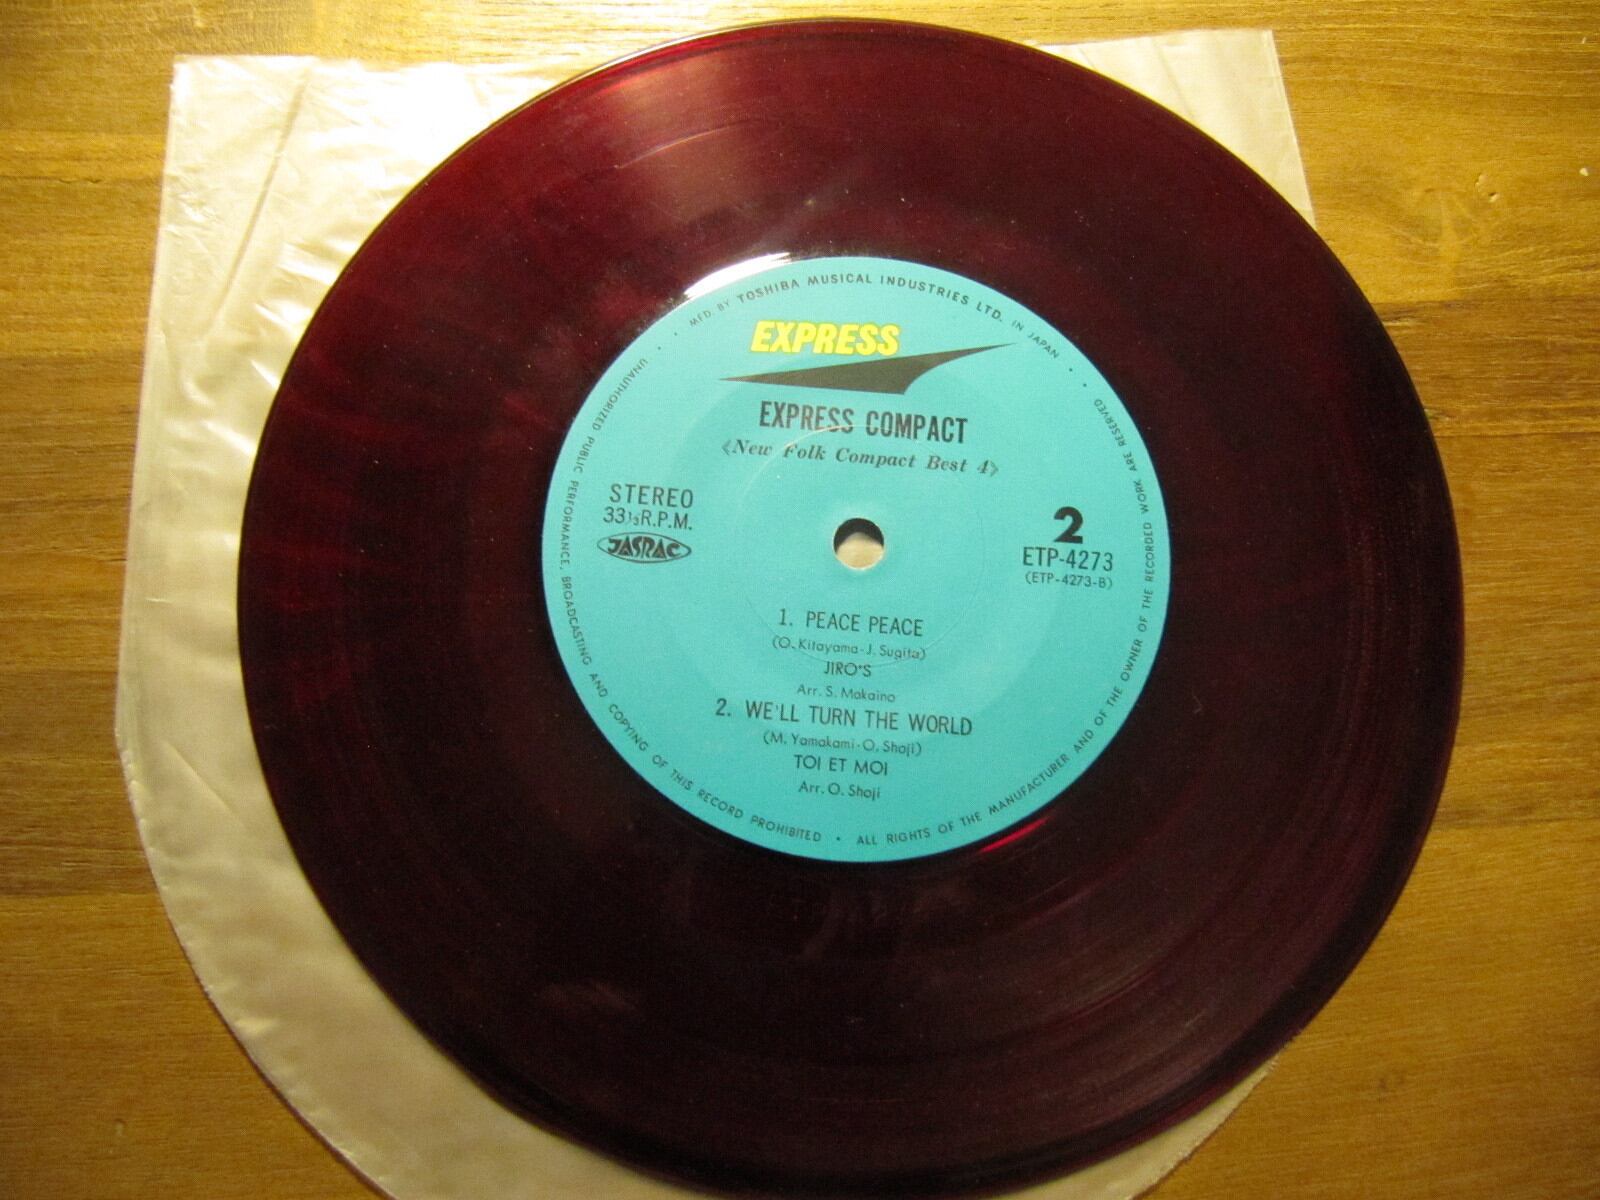 MFD. BY TOSHIBA MUSICAL INDUSTRIES LTD. IN JAPAN
EXPRESS
EXPRESS COMPACT
《New Folk Compact Best 4》
STEREO
33⅓R.P.M.
JASRAC
2
ETP-4273
(ETP-4273-B)
1. PEACE PEACE
(O. Kitayama-J. Sugita)
JIRO'S
Arr. S. Makaino
2. WE'LL TURN THE WORLD
(M. Yamakami-O. Shoji)
TOI ET MOI
Arr. O. Shoji
UNAUTHORIZED PUBLIC PERFORMANCE, BROADCASTING AND COPYING OF THIS RECORD PROHIBITED • ALL RIGHTS OF THE MANUFACTURER AND OF THE OWNER OF THE RECORDED WORK ARE RESERVED